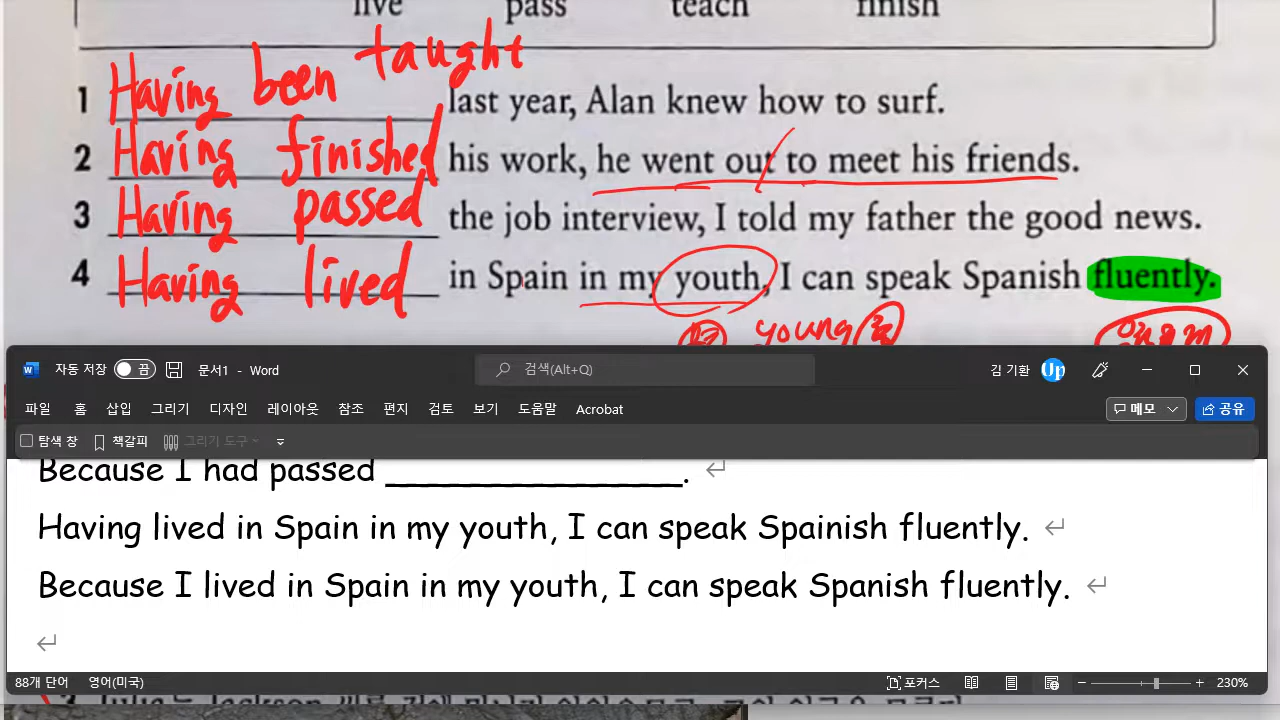 live pass teach finish
1 Having been taught last year, Alan knew how to surf.
2 Having finished his work, he went out to meet his friends.
3 Having passed the job interview, I told my father the good news.
4 Having lived in Spain in my youth, I can speak Spanish fluently.
young
자동 저장 끔 문서1 - Word 검색(Alt+Q) 김 기환 Up
파일 홈 삽입 그리기 디자인 레이아웃 참조 편지 검토 보기 도움말 Acrobat 메모 공유
탐색 창 책갈피 그리기 도구
Because I had passed _______________.
Having lived in Spain in my youth, I can speak Spainish fluently.
Because I lived in Spain in my youth, I can speak Spanish fluently.
88개 단어 영어(미국) 포커스 230%